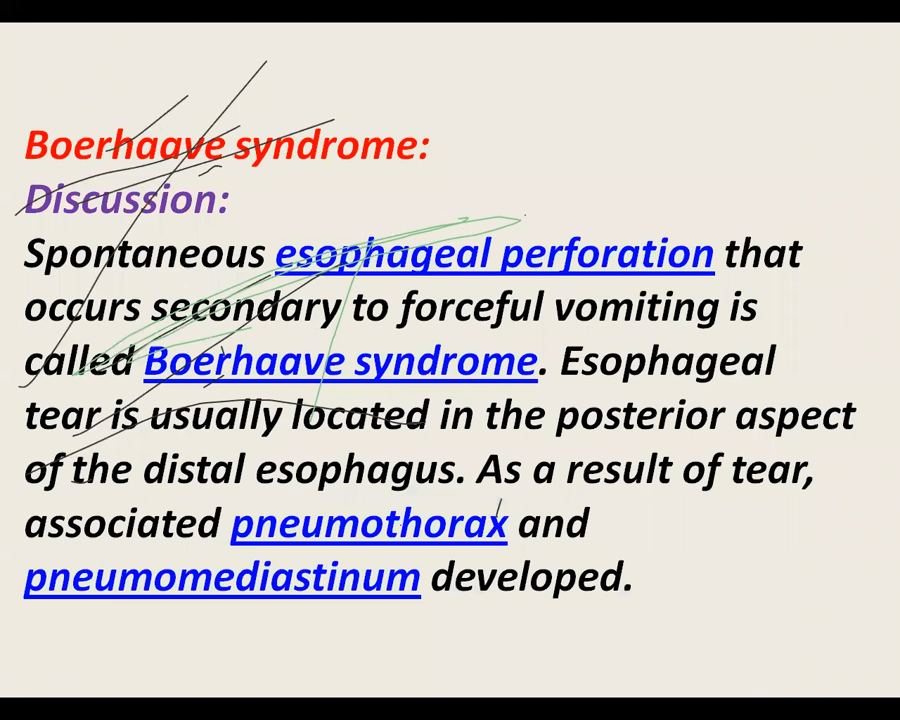 Boerhaave syndrome:
Discussion:
Spontaneous esophageal perforation that
occurs secondary to forceful vomiting is
called Boerhaave syndrome. Esophageal
tear is usually located in the posterior aspect
of the distal esophagus. As a result of tear,
associated pneumothorax and
pneumomediastinum developed.